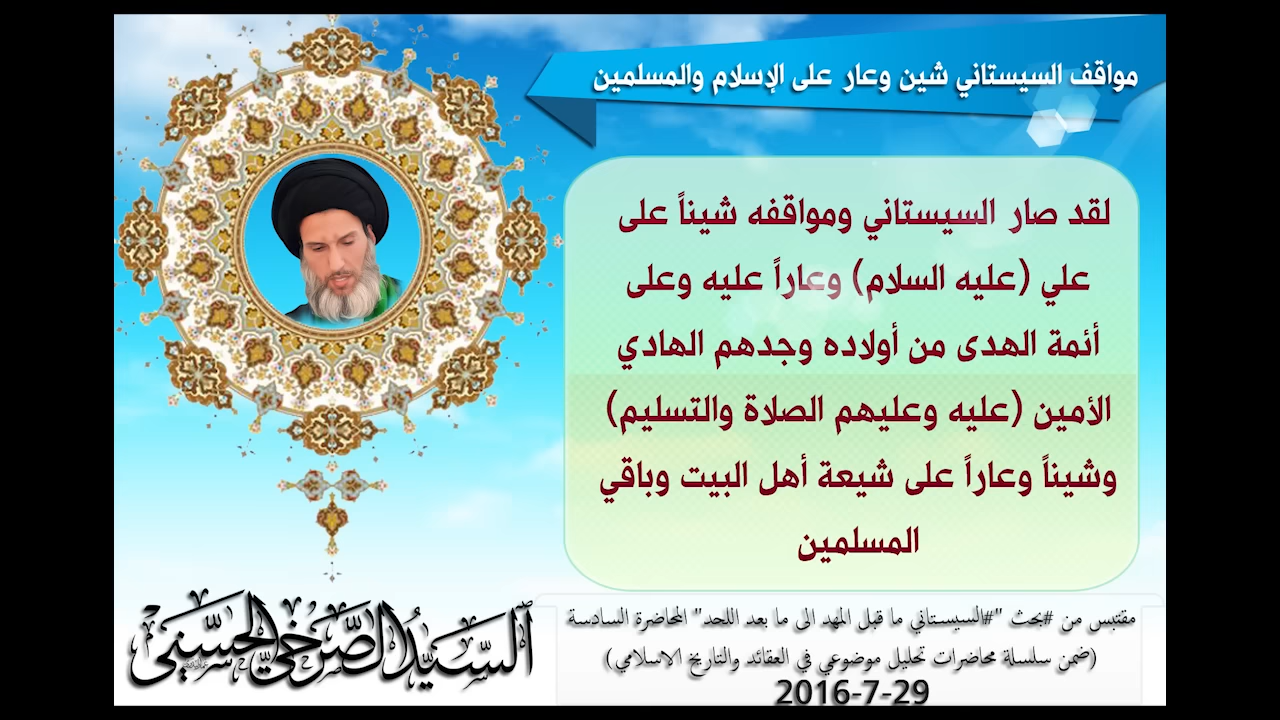 مواقف السيستاني شين وعار على الإسلام والمسلمين
لقد صار السيستاني ومواقفه شيناً على
علي (عليه السلام) وعاراً عليه وعلى
أئمة الهدى من أولاده وجدهم الهادي
الأمين (عليه وعليهم الصلاة والتسليم)
وشيناً وعاراً على شيعة أهل البيت وباقي
المسلمين
السيد الصرخي الحسني
مقتبس من #بحث "#السيستاني ما قبل المهد الى ما بعد اللحد" المحاضرة السادسة
(ضمن سلسلة محاضرات تحليل موضوعي في العقائد والتاريخ الاسلامي)
2016-7-29